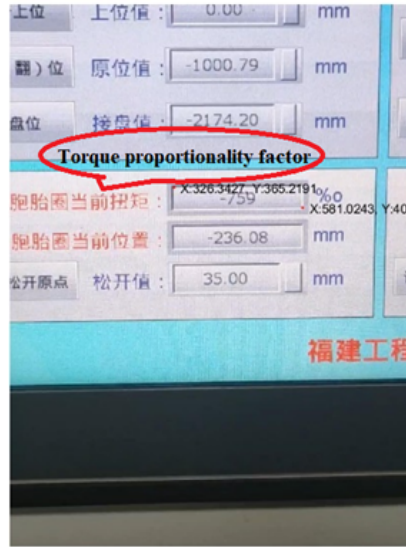 上位 上位值: 0.00 mm
翻）位 原位值: -1000.79 mm
盘位 接盘值: -2174.20 mm
Torque proportionality factor
胞胎圈当前扭矩: -759 ‰
X:326.3427, Y:365.2191
X:581.0243, Y:40
胞胎圈当前位置: -236.08 mm
松开原点 松开值: 35.00 mm
福建工程